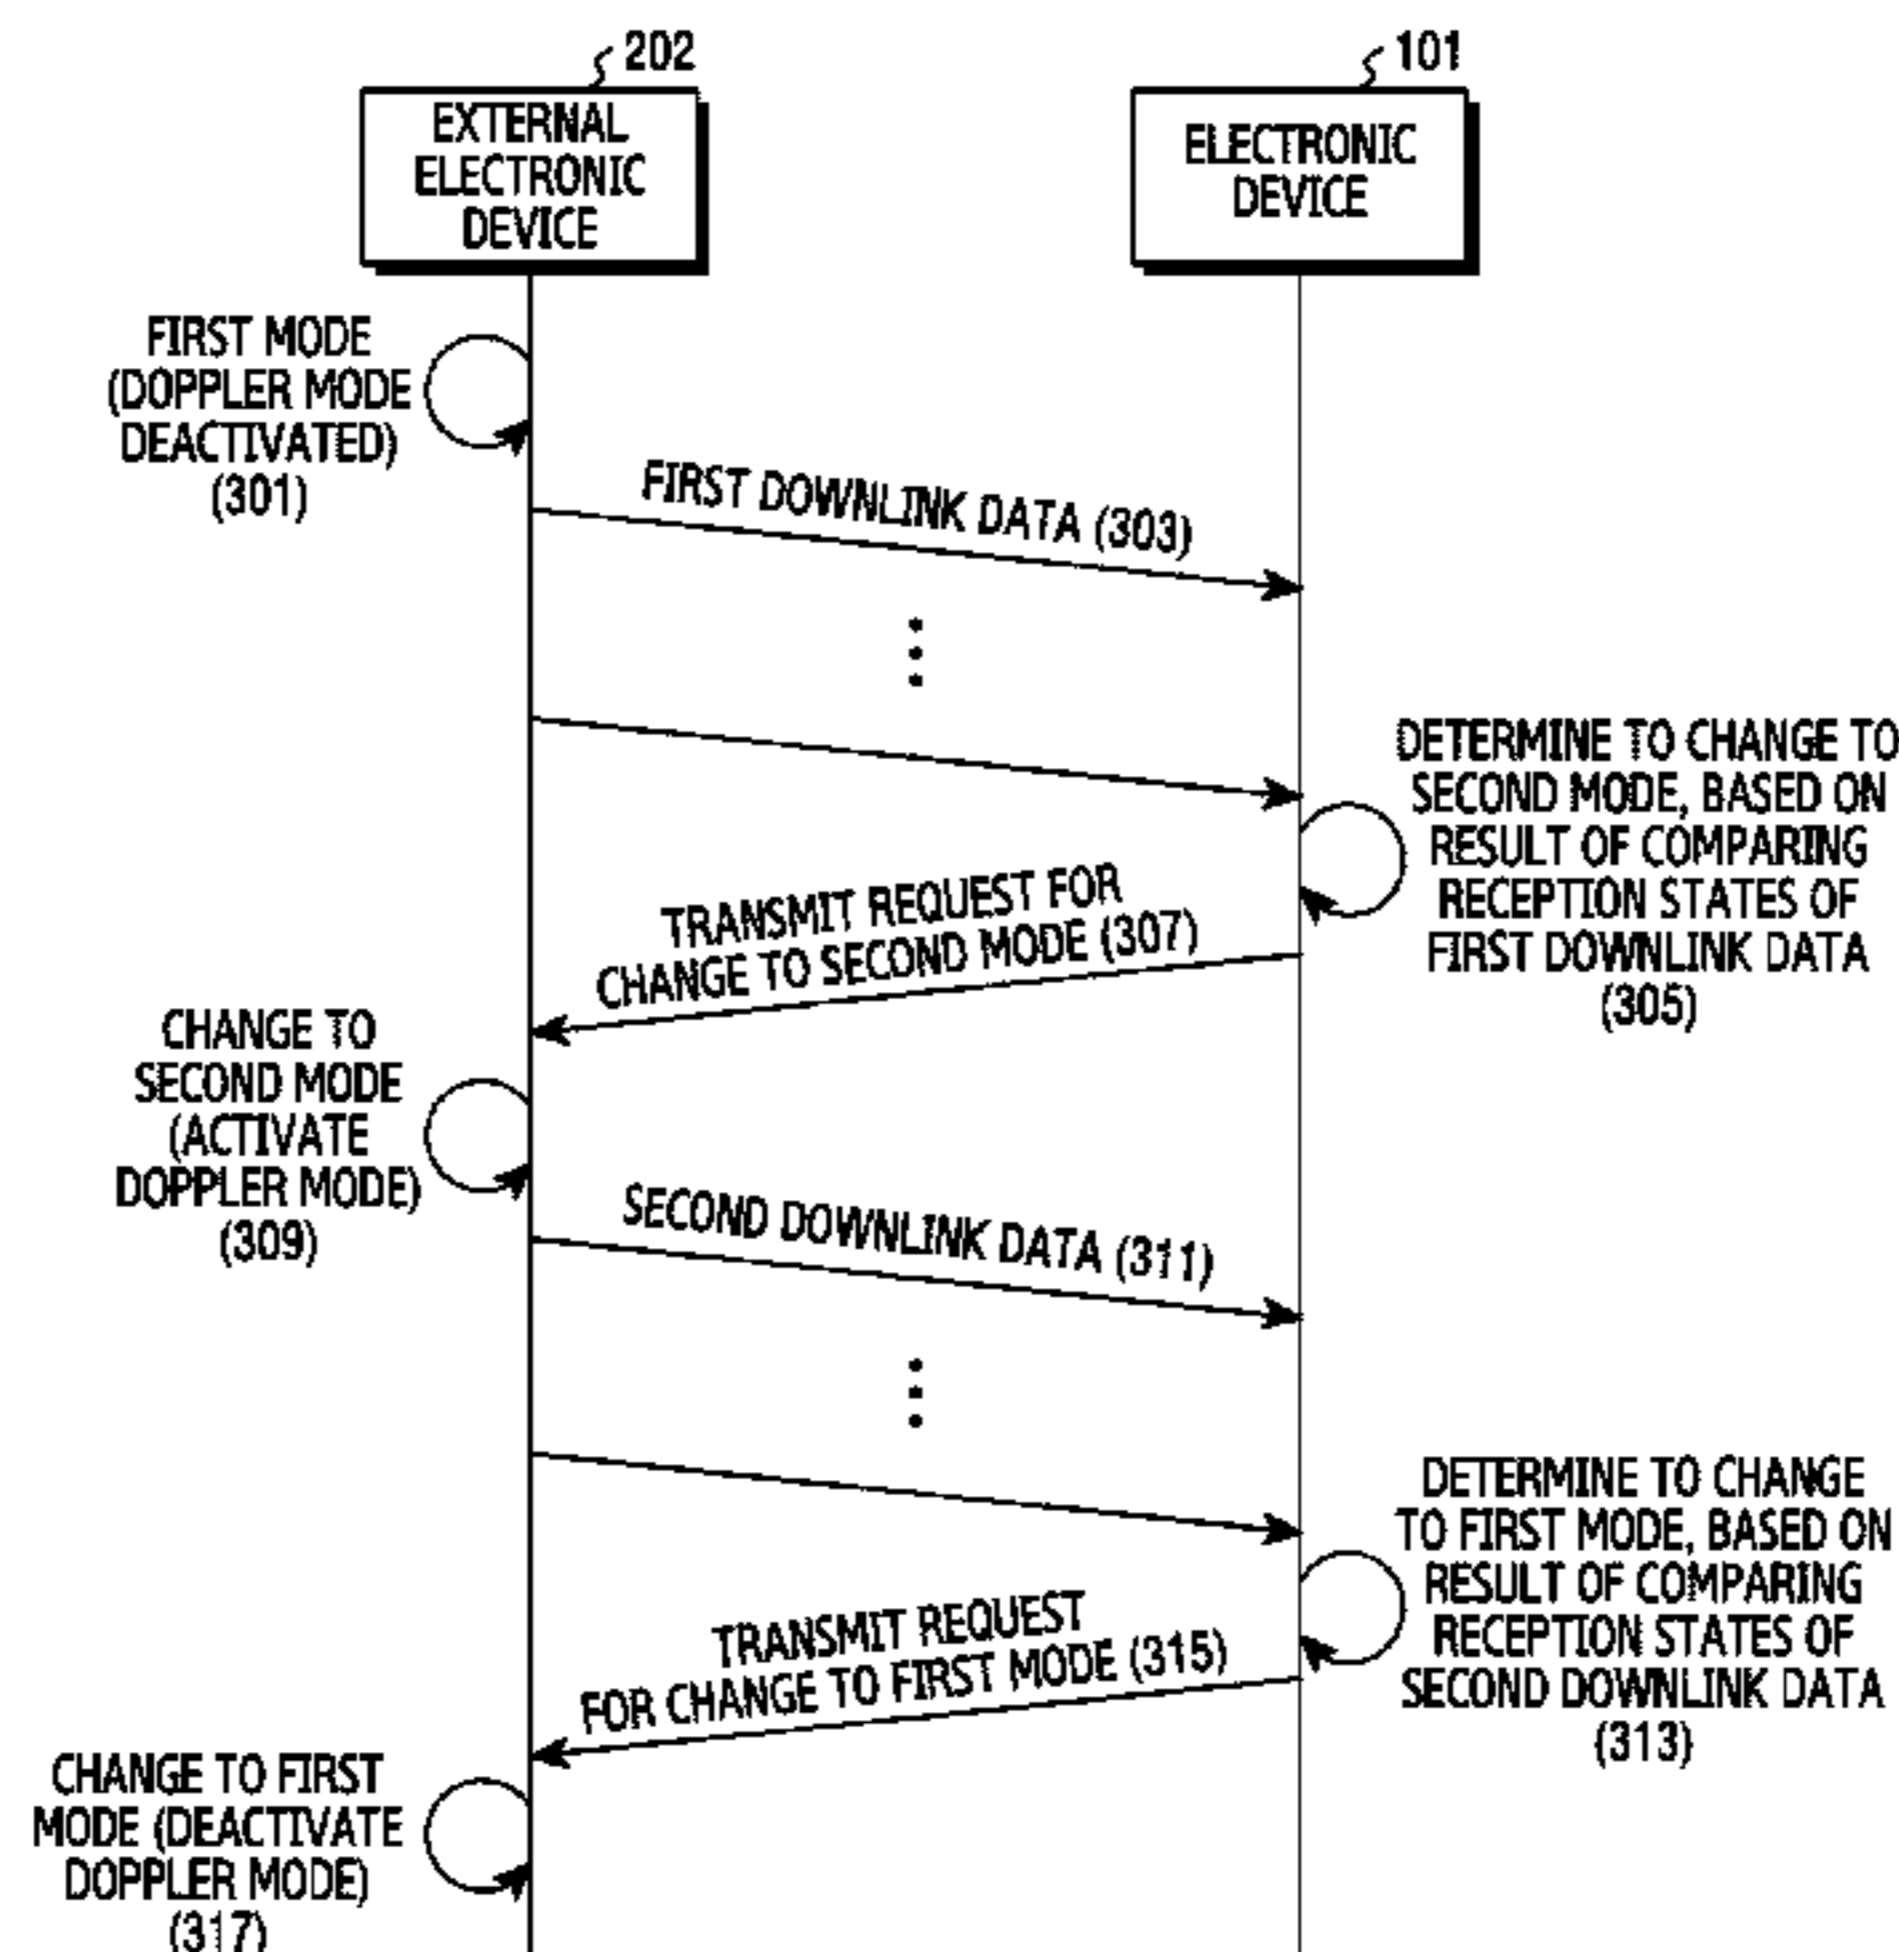 202
EXTERNAL
ELECTRONIC
DEVICE
101
ELECTRONIC
DEVICE
FIRST MODE
(DOPPLER MODE
DEACTIVATED)
(301)
FIRST DOWNLINK DATA (303)
DETERMINE TO CHANGE TO
SECOND MODE, BASED ON
RESULT OF COMPARING
RECEPTION STATES OF
FIRST DOWNLINK DATA
(305)
TRANSMIT REQUEST FOR
CHANGE TO SECOND MODE (307)
CHANGE TO
SECOND MODE
(ACTIVATE
DOPPLER MODE)
(309)
SECOND DOWNLINK DATA (311)
DETERMINE TO CHANGE
TO FIRST MODE, BASED ON
RESULT OF COMPARING
RECEPTION STATES OF
SECOND DOWNLINK DATA
(313)
TRANSMIT REQUEST
FOR CHANGE TO FIRST MODE (315)
CHANGE TO FIRST
MODE (DEACTIVATE
DOPPLER MODE)
(317)